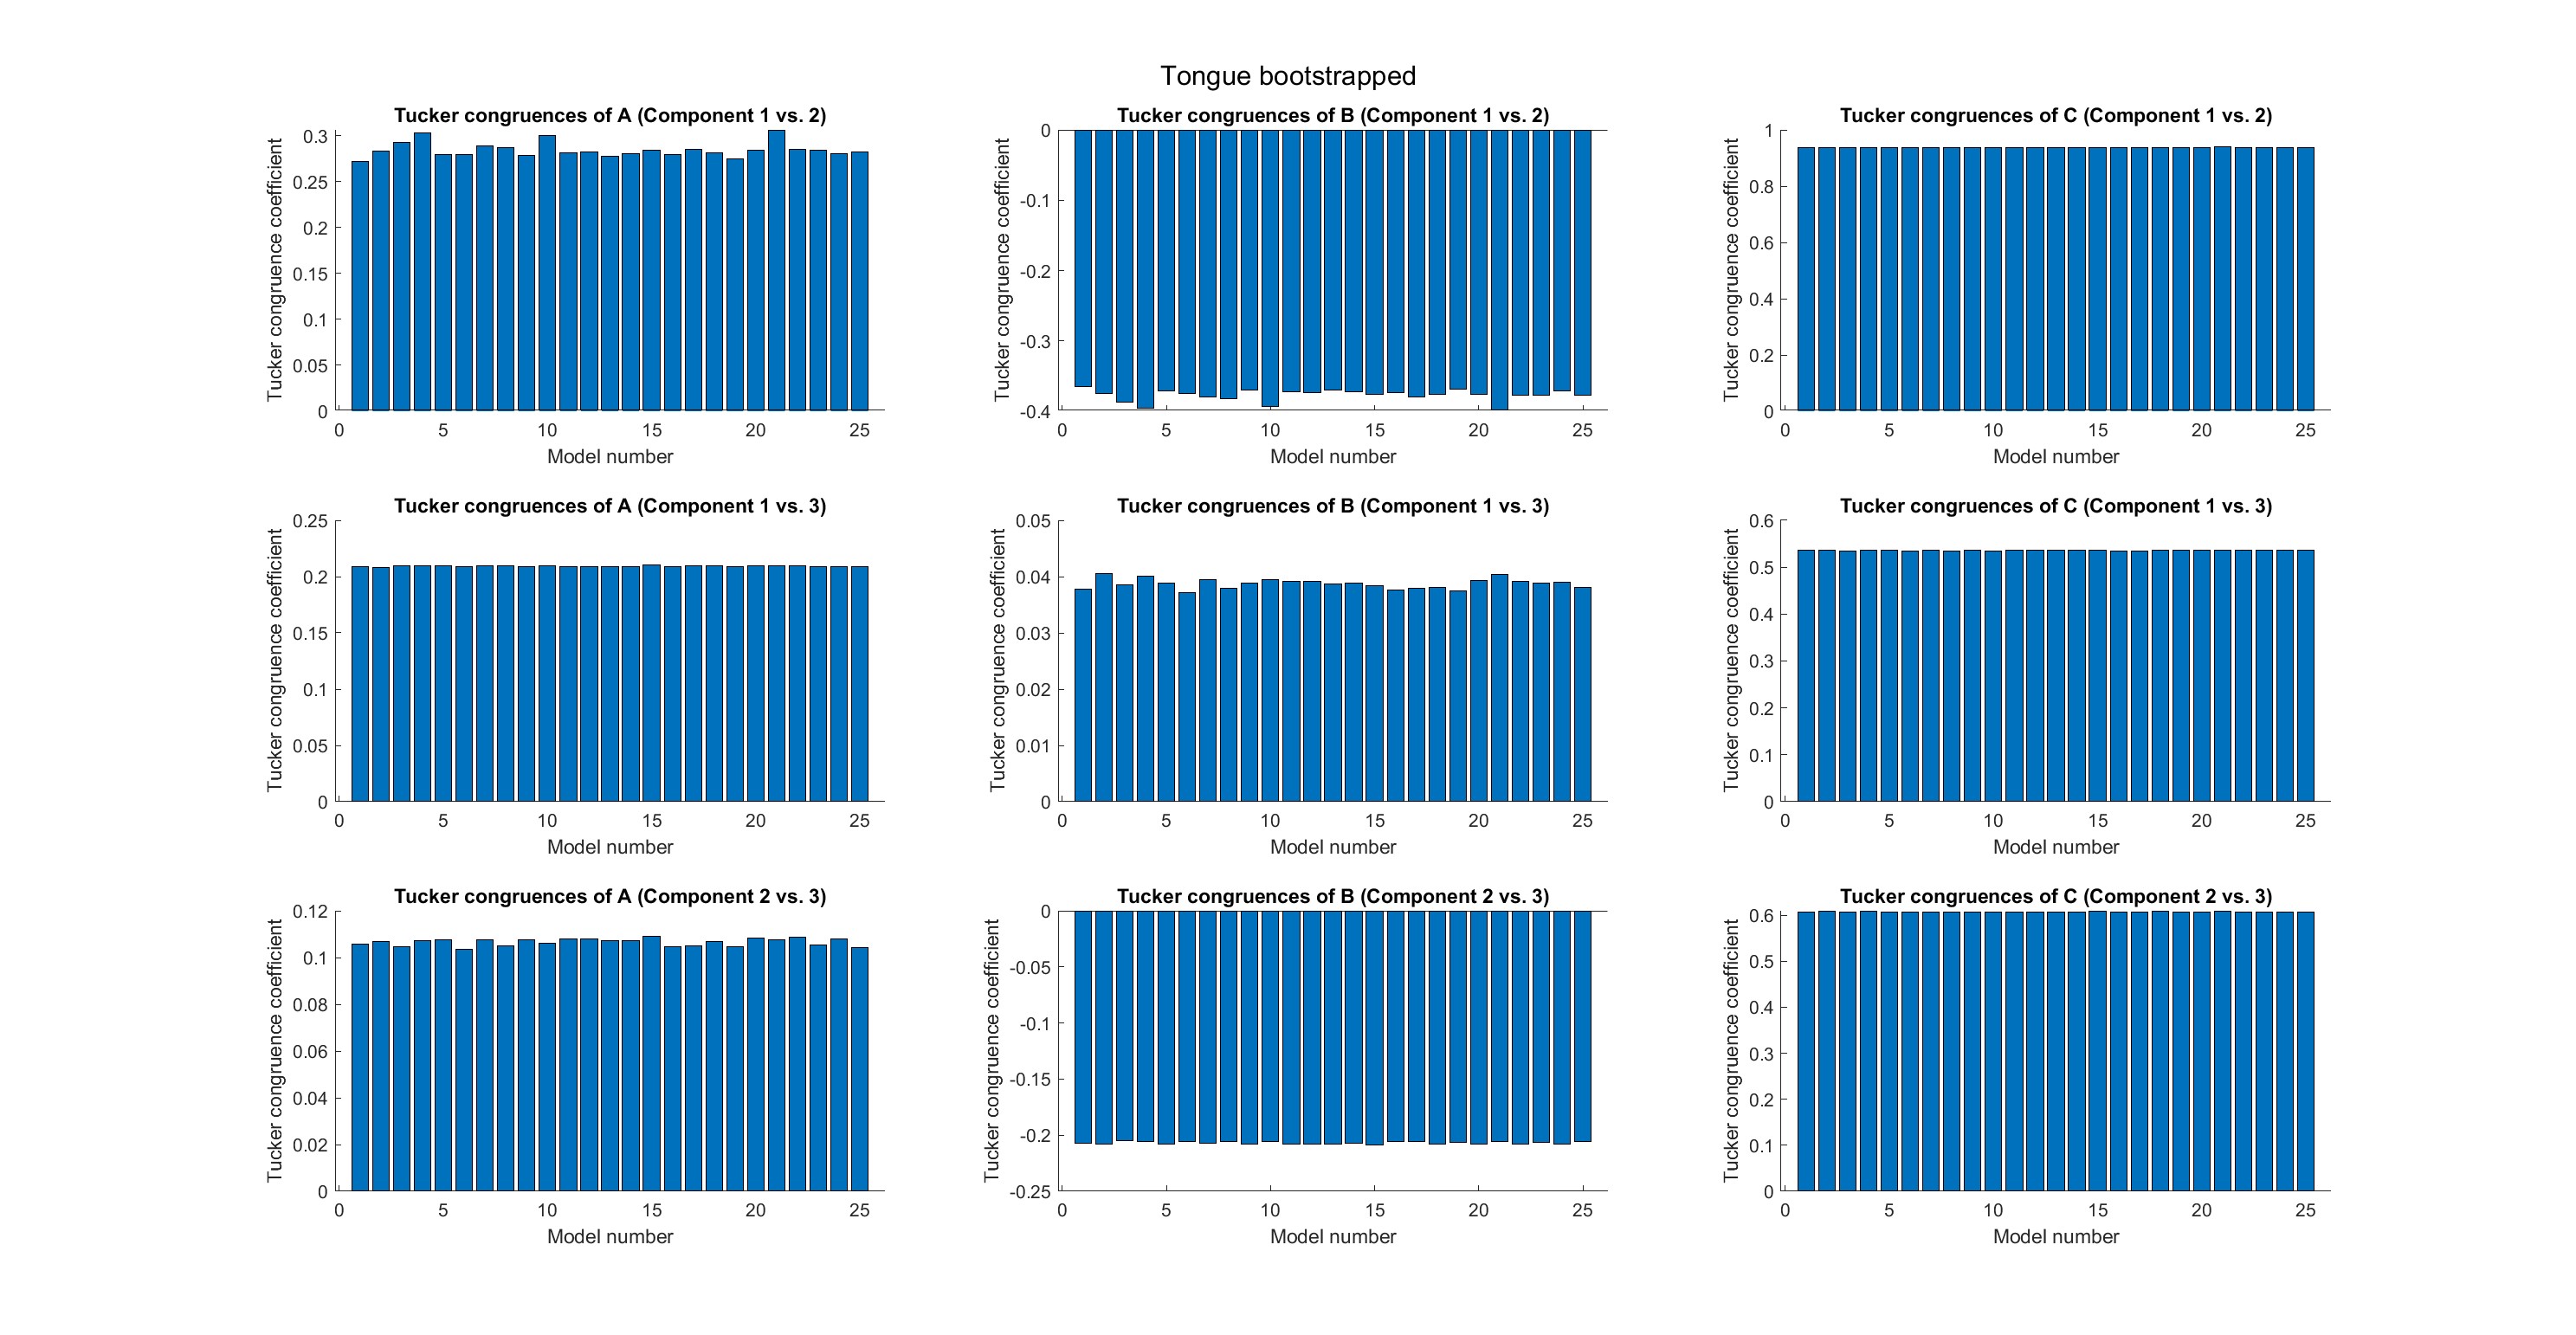 Tongue bootstrapped
Tucker congruences of A (Component 1 vs. 2)
Tucker congruence coefficient
0.3
0.25
0.2
0.15
0.1
0.05
0
0 5 10 15 20 25
Model number
Tucker congruences of B (Component 1 vs. 2)
Tucker congruence coefficient
0
-0.1
-0.2
-0.3
-0.4
0 5 10 15 20 25
Model number
Tucker congruences of C (Component 1 vs. 2)
Tucker congruence coefficient
1
0.8
0.6
0.4
0.2
0
0 5 10 15 20 25
Model number
Tucker congruences of A (Component 1 vs. 3)
Tucker congruence coefficient
0.25
0.2
0.15
0.1
0.05
0
0 5 10 15 20 25
Model number
Tucker congruences of B (Component 1 vs. 3)
Tucker congruence coefficient
0.05
0.04
0.03
0.02
0.01
0
0 5 10 15 20 25
Model number
Tucker congruences of C (Component 1 vs. 3)
Tucker congruence coefficient
0.6
0.5
0.4
0.3
0.2
0.1
0
0 5 10 15 20 25
Model number
Tucker congruences of A (Component 2 vs. 3)
Tucker congruence coefficient
0.12
0.1
0.08
0.06
0.04
0.02
0
0 5 10 15 20 25
Model number
Tucker congruences of B (Component 2 vs. 3)
Tucker congruence coefficient
0
-0.05
-0.1
-0.15
-0.2
-0.25
0 5 10 15 20 25
Model number
Tucker congruences of C (Component 2 vs. 3)
Tucker congruence coefficient
0.6
0.5
0.4
0.3
0.2
0.1
0
0 5 10 15 20 25
Model number